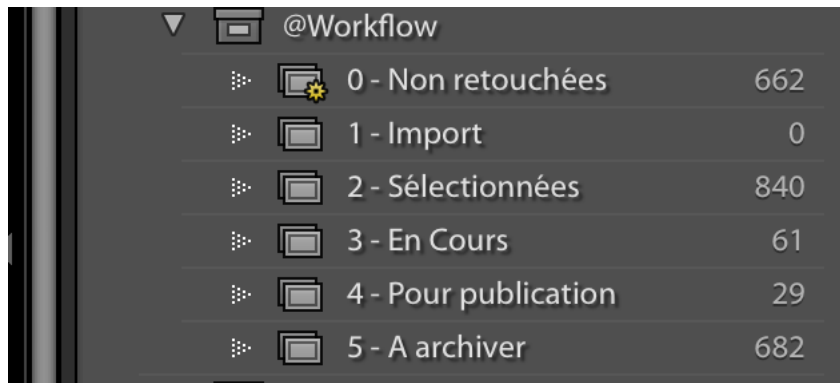 @Workflow
0 - Non retouchées 662
1 - Import 0
2 - Sélectionnées 840
3 - En Cours 61
4 - Pour publication 29
5 - A archiver 682